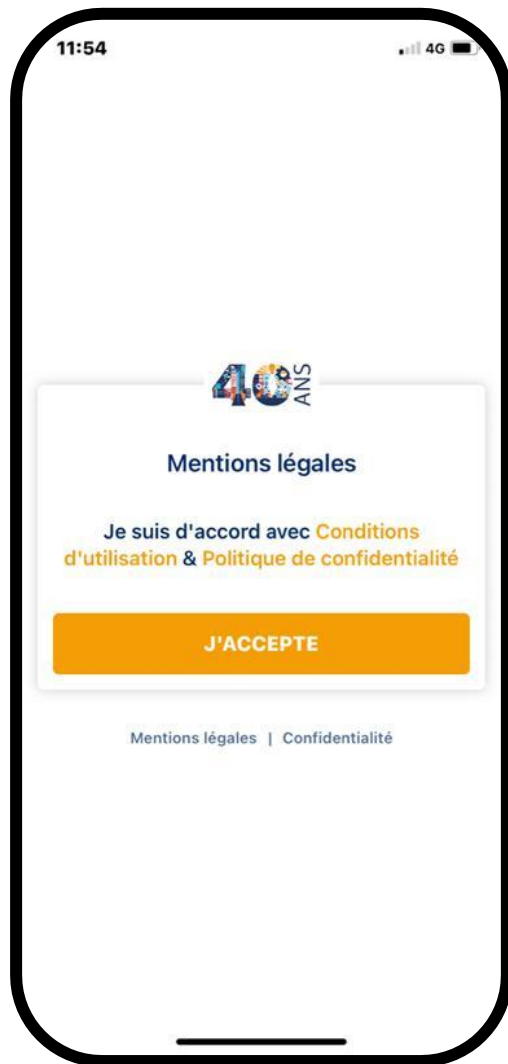 11:54
4G
40 ANS
Mentions légales
Je suis d'accord avec Conditions
d'utilisation & Politique de confidentialité
J'ACCEPTE
Mentions légales | Confidentialité